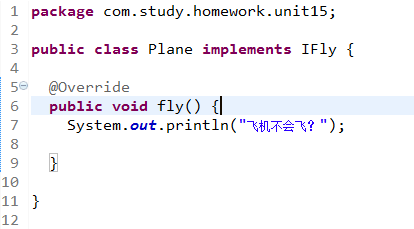 1 package com.study.homework.unit15;
2
3 public class Plane implements IFly {
4
5 @Override
6 public void fly() {
7 System.out.println("飞机不会飞？");
8
9 }
10
11 }
12